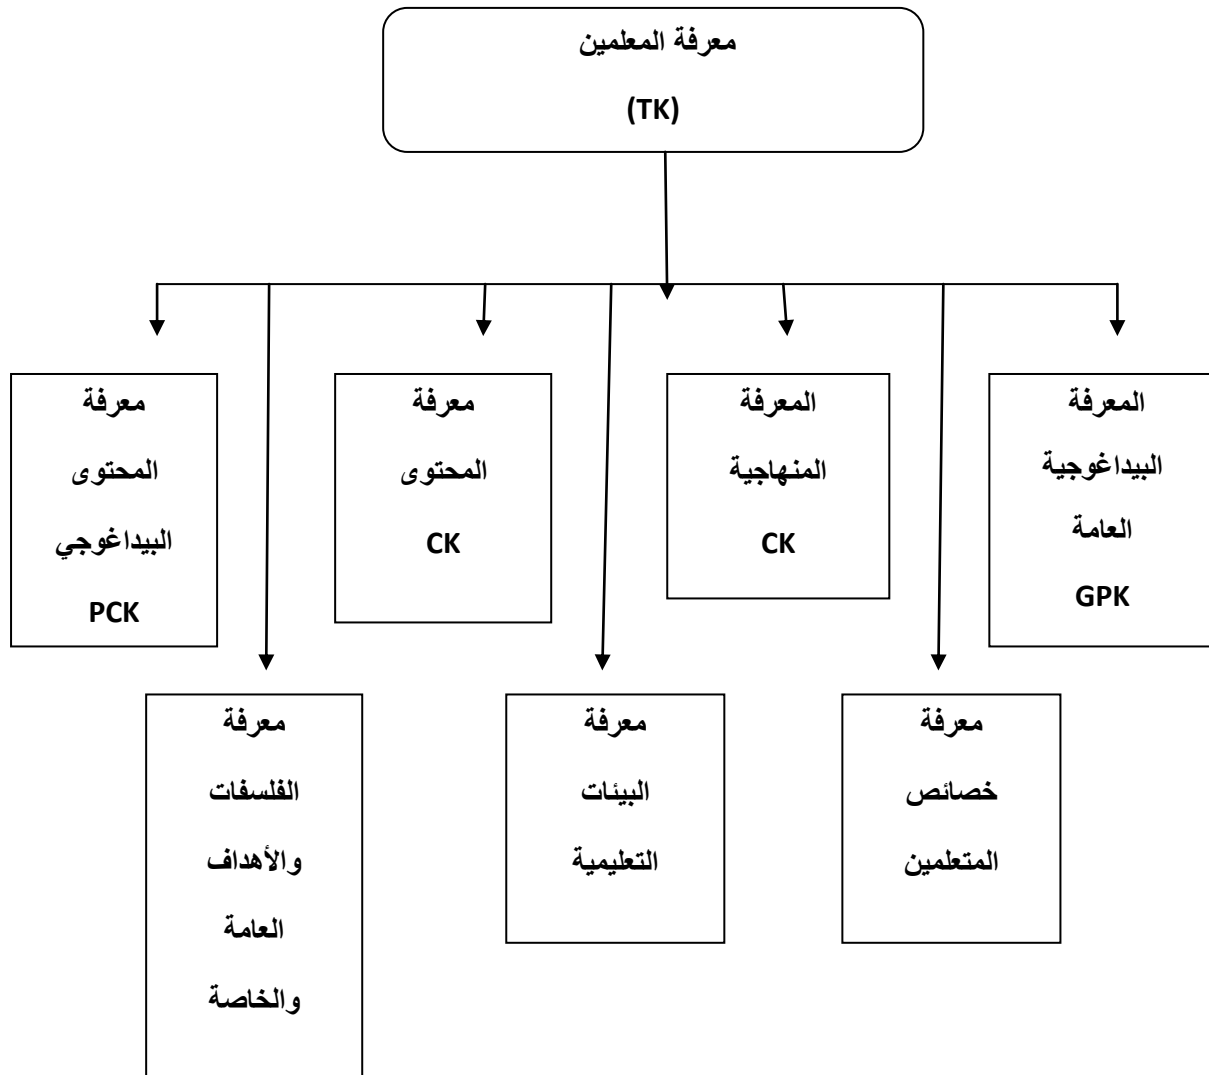 معرفة المعلمين
(TK)
المعرفة
البيداغوجية
العامة
GPK
المعرفة
المنهاجية
CK
معرفة
المحتوى
CK
معرفة
المحتوى
البيداغوجي
PCK
معرفة
خصائص
المتعلمين
معرفة
البيئات
التعليمية
معرفة
الفلسفات
والأهداف
العامة
والخاصة